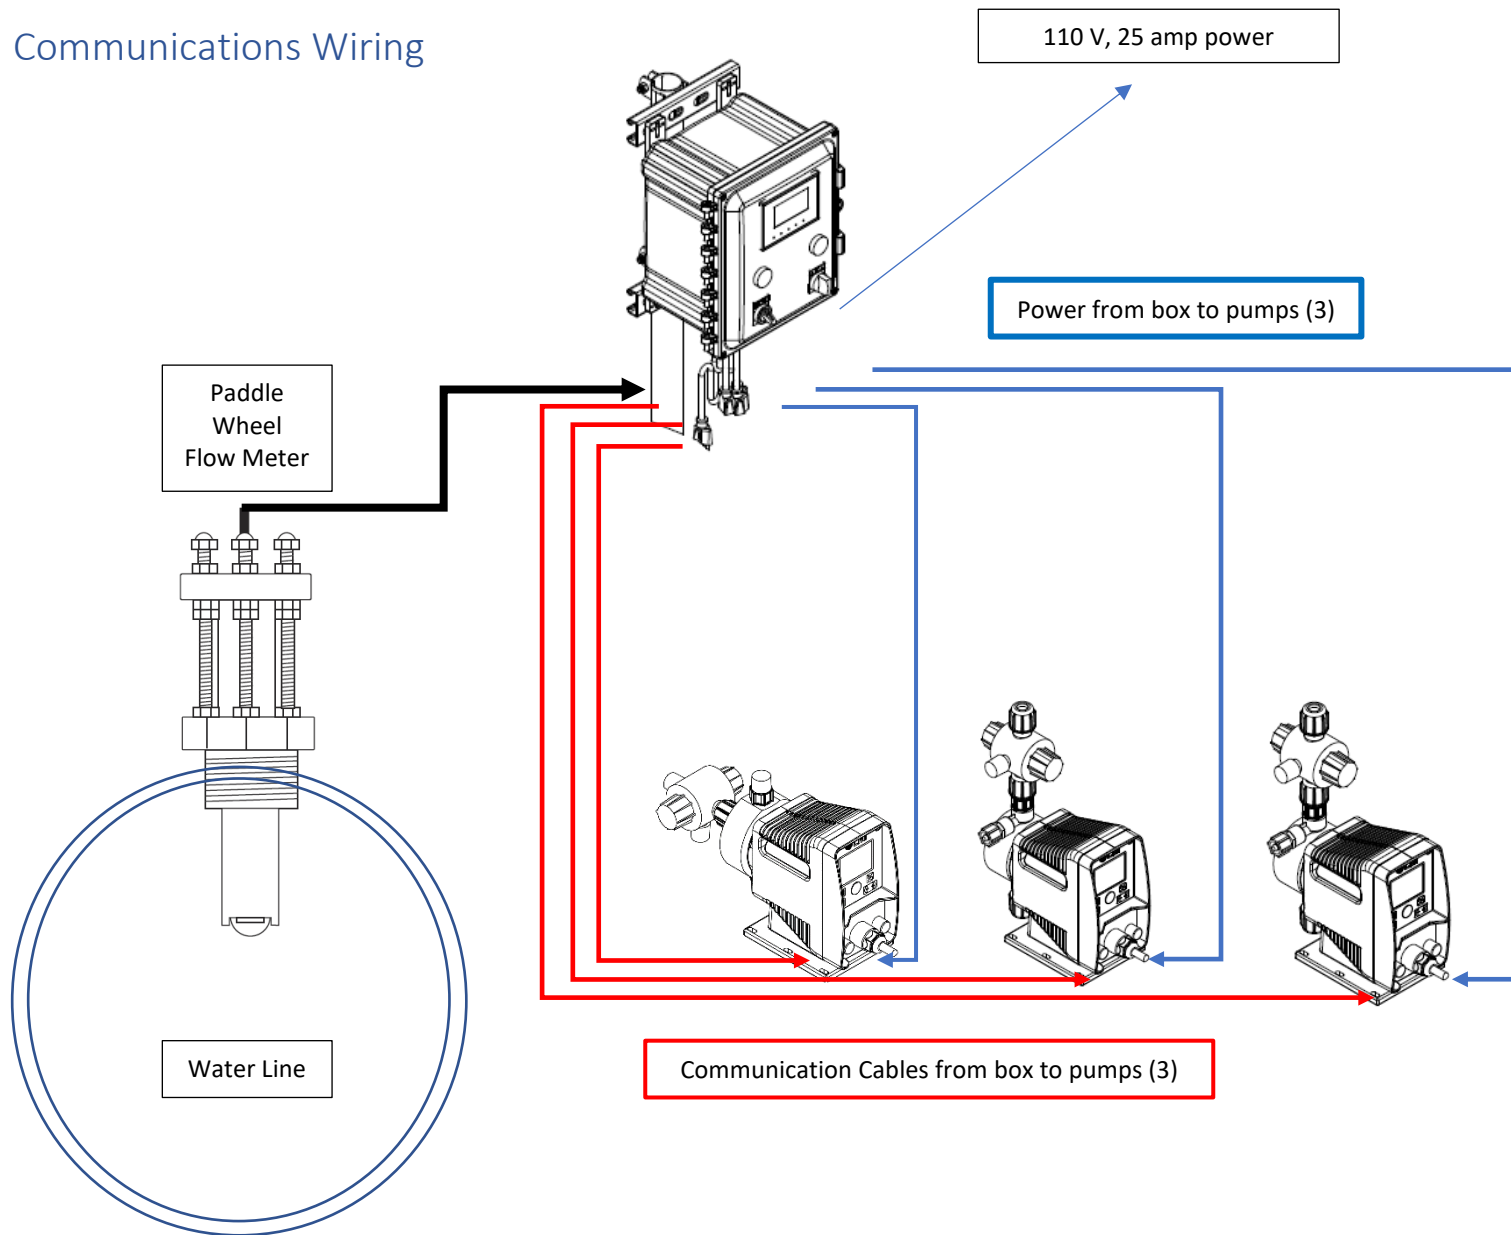 Communications Wiring
110 V, 25 amp power
Power from box to pumps (3)
Paddle
Wheel
Flow Meter
Water Line
Communication Cables from box to pumps (3)